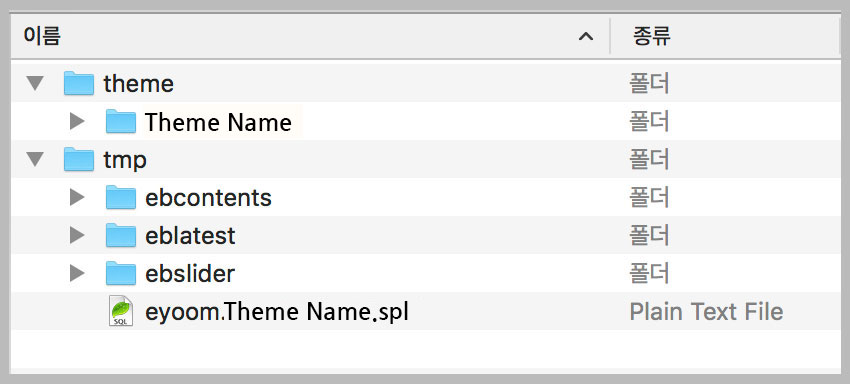 이름 종류
theme 폴더
Theme Name 폴더
tmp 폴더
ebcontents 폴더
eblatest 폴더
ebslider 폴더
SQL eyoom.Theme Name.spl Plain Text File